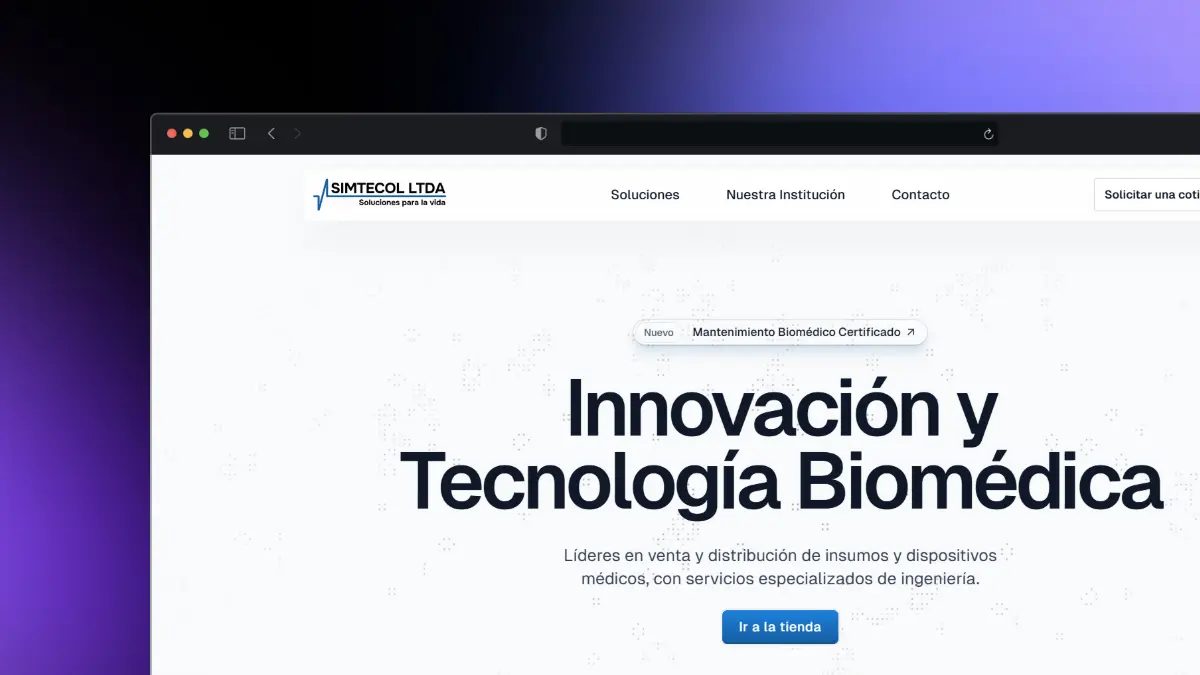 SIMTECOL LTDA
Soluciones para la vida
Soluciones
Nuestra Institución
Contacto
Solicitar una coti
Nuevo
Mantenimiento Biomédico Certificado
Innovación y
Tecnología Biomédica
Líderes en venta y distribución de insumos y dispositivos
médicos, con servicios especializados de ingeniería.
Ir a la tienda